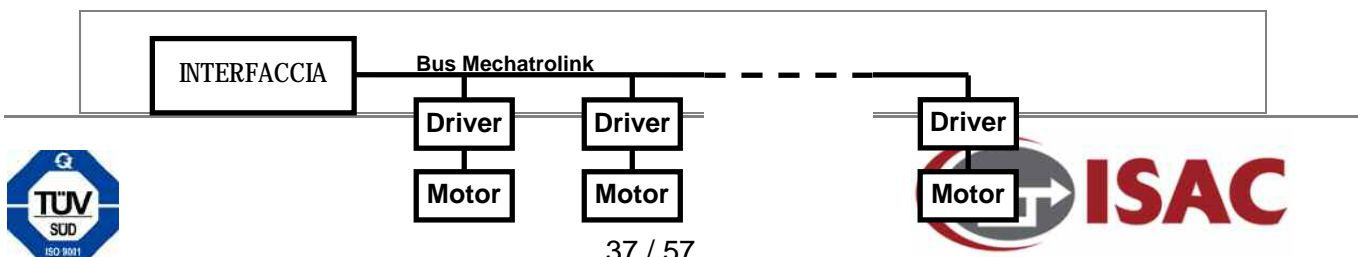 INTERFACCIA
Bus Mechatrolink
Driver Driver Driver
Motor Motor Motor
TÜV
SÜD
ISO 9001
ISAC
37 / 57